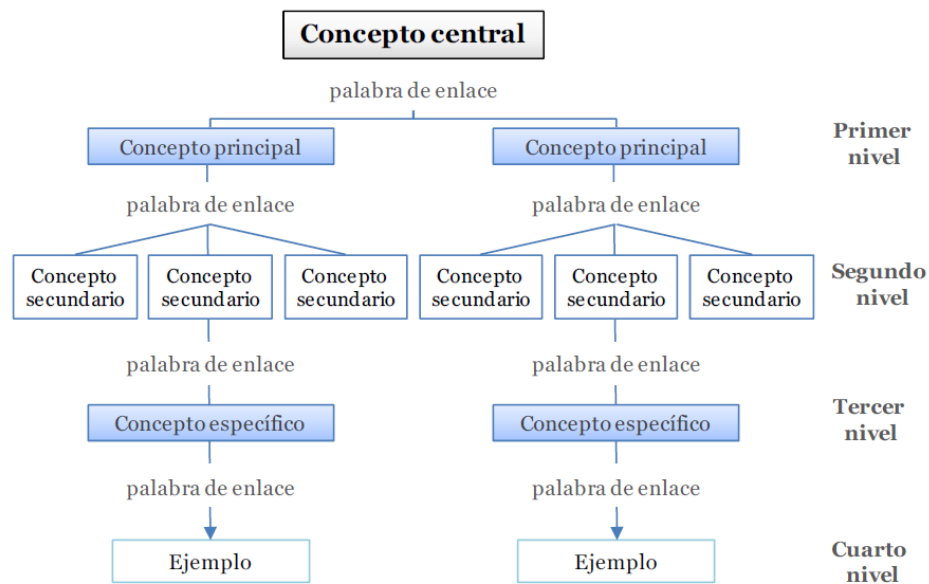 Concepto central
palabra de enlace
Concepto principal
Concepto principal
Primer
nivel
palabra de enlace
palabra de enlace
Concepto
secundario
Concepto
secundario
Concepto
secundario
Concepto
secundario
Concepto
secundario
Concepto
secundario
Segundo
nivel
palabra de enlace
palabra de enlace
Concepto específico
Concepto específico
Tercer
nivel
palabra de enlace
palabra de enlace
Ejemplo
Ejemplo
Cuarto
nivel